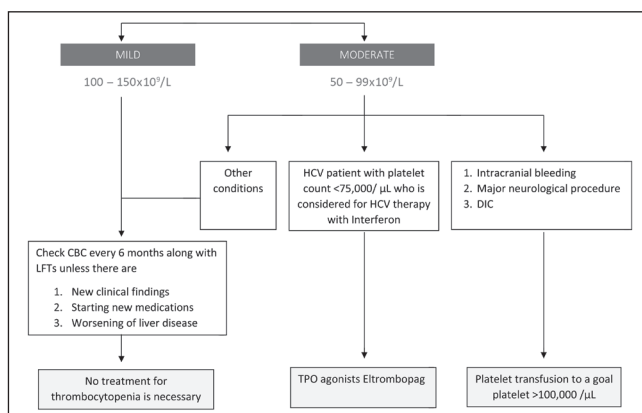 MILD
MODERATE
100 – 150x10⁹/L
50 – 99x10⁹/L
Other
conditions
HCV patient with platelet
count <75,000/ µL who is
considered for HCV therapy
with Interferon
1. Intracranial bleeding
2. Major neurological procedure
3. DIC
Check CBC every 6 months along with
LFTs unless there are
1. New clinical findings
2. Starting new medications
3. Worsening of liver disease
No treatment for
thrombocytopenia is necessary
TPO agonists Eltrombopag
Platelet transfusion to a goal
platelet >100,000 /µL